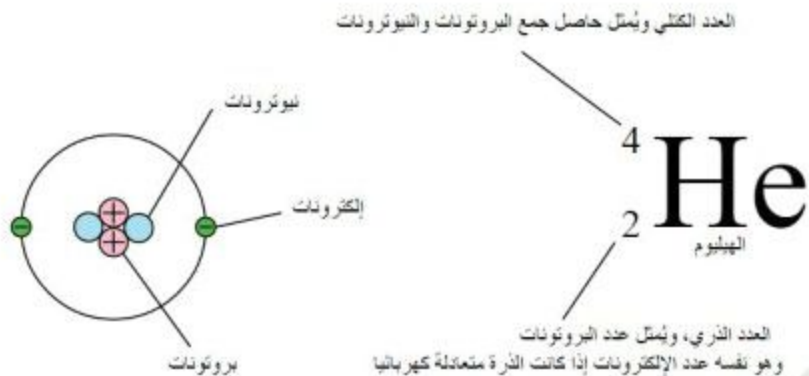 العدد الكتلي ويُمثل حاصل جمع البروتونات والنيوترونات
نيوترونات
إلكترونات
بروتونات
4
He
2
الهيليوم
العدد الذري، ويُمثل عدد البروتونات
وهو نفسه عدد الإلكترونات إذا كانت الذرة متعادلة كهربائيا